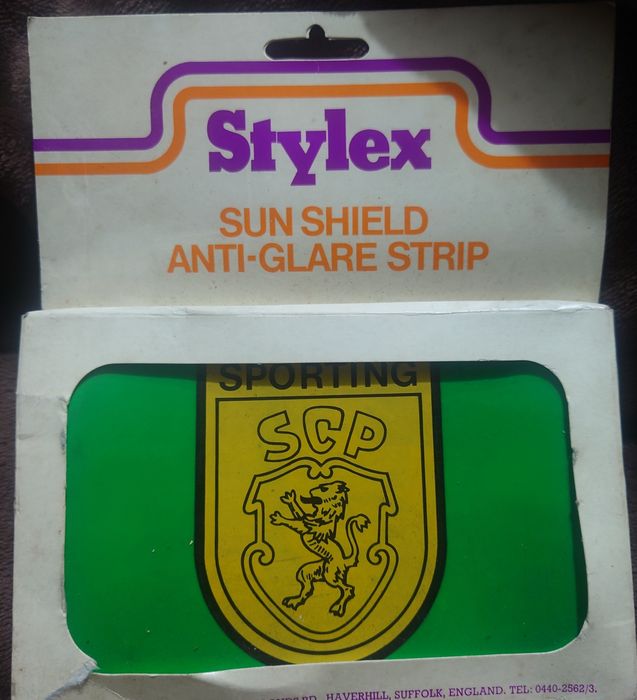 Stylex
SUN SHIELD
ANTI-GLARE STRIP
SPORTING
SCP
HAVERHILL, SUFFOLK, ENGLAND. TEL: 0440-2562/3.